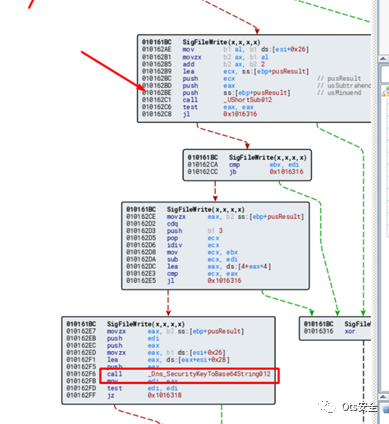 010161BC SigFileWrite(x,x,x,x)
010162AE mov b1 al, b1 ds:[esi+0x26]
010162B1 movzx b2 ax, b1 al
010162B5 add b2 ax, b2 2
010162B9 lea ecx, ss:[ebp+pusResult]
010162BC push ecx // pusResult
010162BD push eax // usSubtrahend
010162BE push ss:[ebp+pusResult] // usMinuend
010162C1 call _UShortSub@12
010162C6 test eax, eax
010162C8 jl 0x1016316
010161BC SigFileWrite(x,x,x,x)
010162CA cmp ebx, edi
010162CC jb 0x1016316
010161BC SigFileWrite(x,x,x,x)
010162CE movzx eax, b2 ss:[ebp+pusResult]
010162D2 cdq
010162D3 push b1 3
010162D5 pop ecx
010162D6 idiv ecx
010162D8 mov ecx, ebx
010162DA sub ecx, edi
010162DC lea eax, ds:[4+eax*4]
010162E3 cmp ecx, eax
010162E5 jl 0x1016316
010161BC SigFileWrite(x,x,x,x)
010162E7 movzx eax, b2 ss:[ebp+pusResult]
010162EB push edi
010162EC push eax
010162ED movzx eax, b1 ds:[esi+0x26]
010162F1 lea eax, ds:[eax+esi+0x28]
010162F5 push eax
010162F6 call _Dns_SecurityKeyToBase64String@12
010162FB mov edi, eax
010162FD test edi, edi
010162FF jz 0x1016318
010161BC
01016316 xor
Ots安全